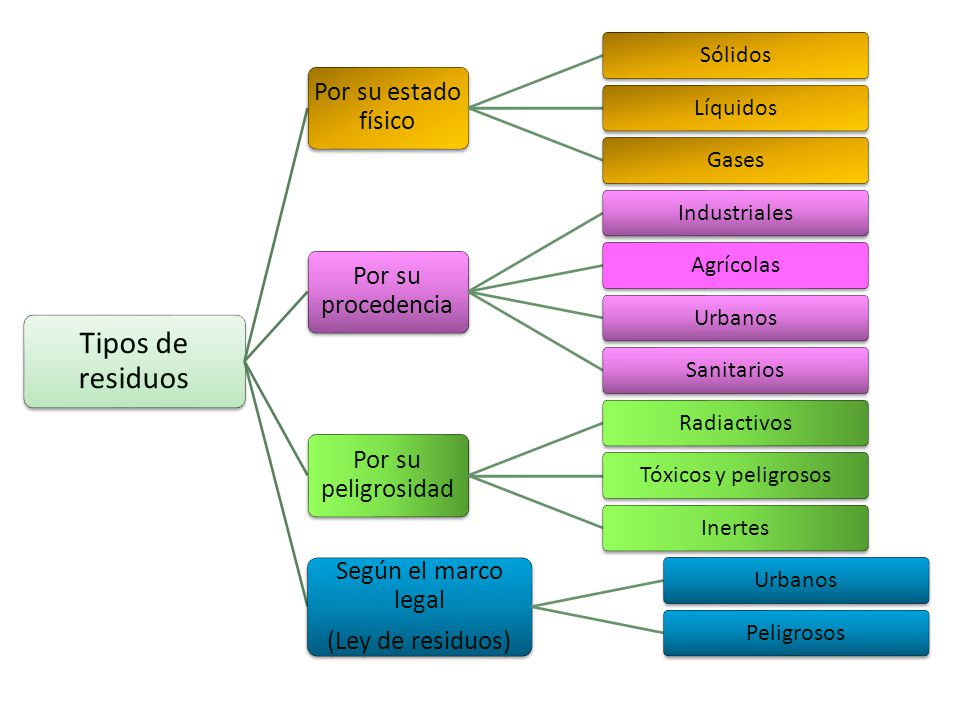 Tipos de
residuos
Por su estado
físico
Sólidos
Líquidos
Gases
Por su
procedencia
Industriales
Agrícolas
Urbanos
Sanitarios
Por su
peligrosidad
Radiactivos
Tóxicos y peligrosos
Inertes
Según el marco
legal
(Ley de residuos)
Urbanos
Peligrosos